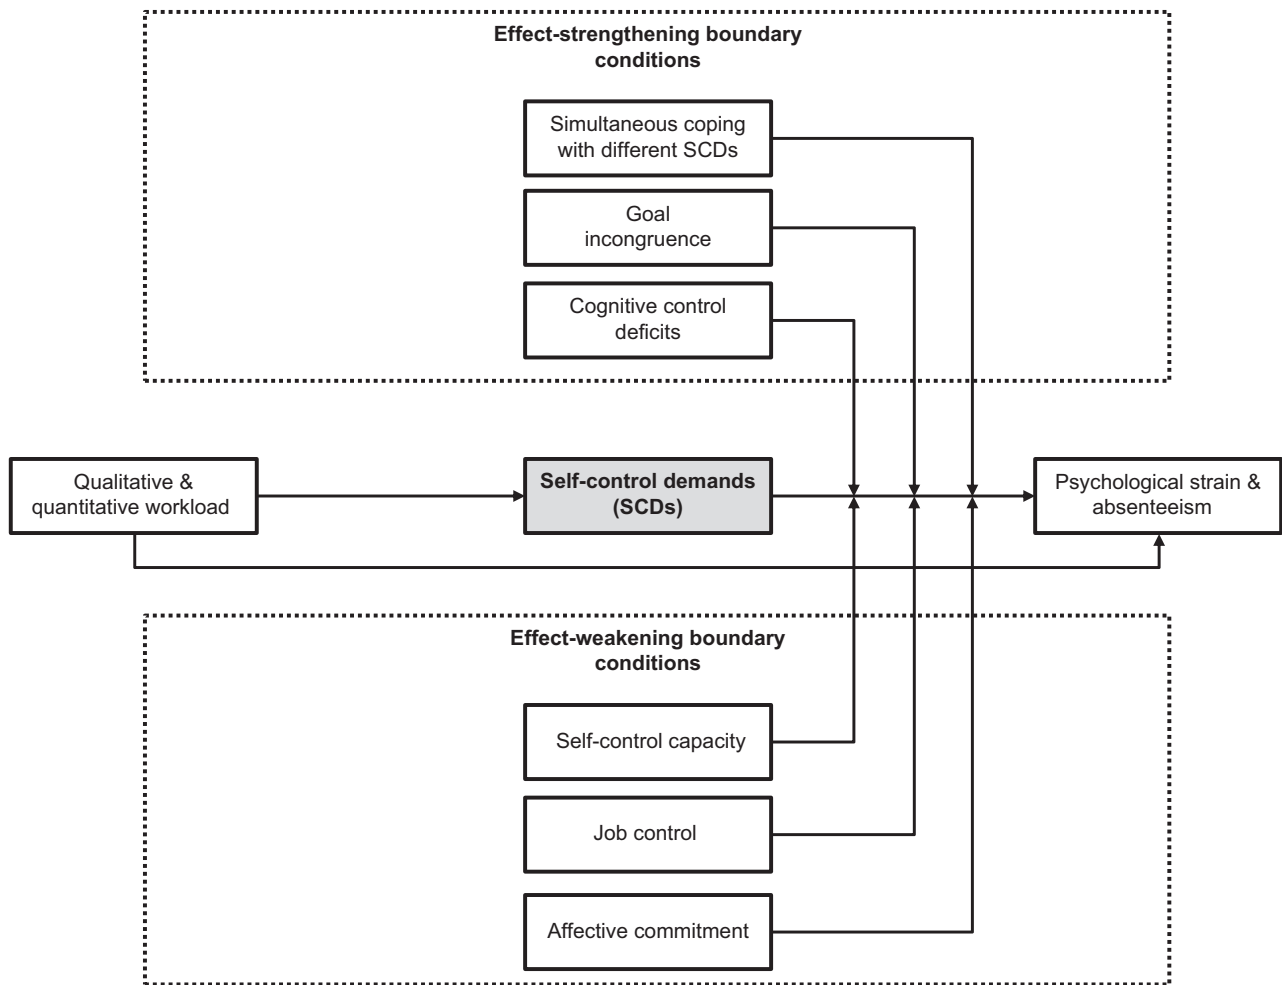 Effect-strengthening boundary
conditions
Simultaneous coping
with different SCDs
Goal
incongruence
Cognitive control
deficits
Qualitative &
quantitative workload
Self-control demands
(SCDs)
Psychological strain &
absenteeism
Effect-weakening boundary
conditions
Self-control capacity
Job control
Affective commitment